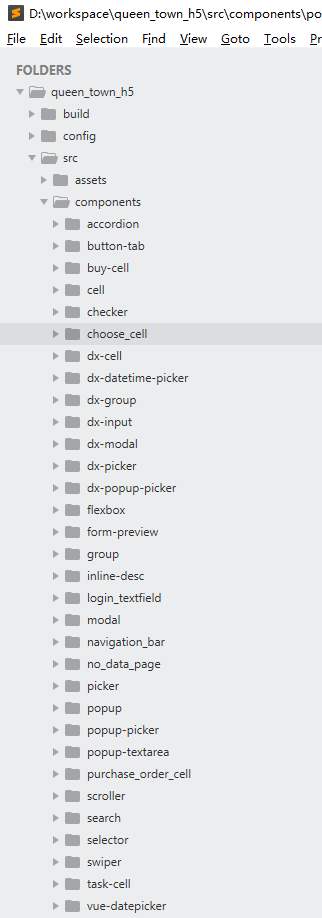 D:\workspace\queen_town_h5\src\components\po
File Edit Selection Find View Goto Tools Pr
FOLDERS
queen_town_h5
build
config
src
assets
components
accordion
button-tab
buy-cell
cell
checker
choose_cell
dx-cell
dx-datetime-picker
dx-group
dx-input
dx-modal
dx-picker
dx-popup-picker
flexbox
form-preview
group
inline-desc
login_textfield
modal
navigation_bar
no_data_page
picker
popup
popup-picker
popup-textarea
purchase_order_cell
scroller
search
selector
swiper
task-cell
vue-datepicker